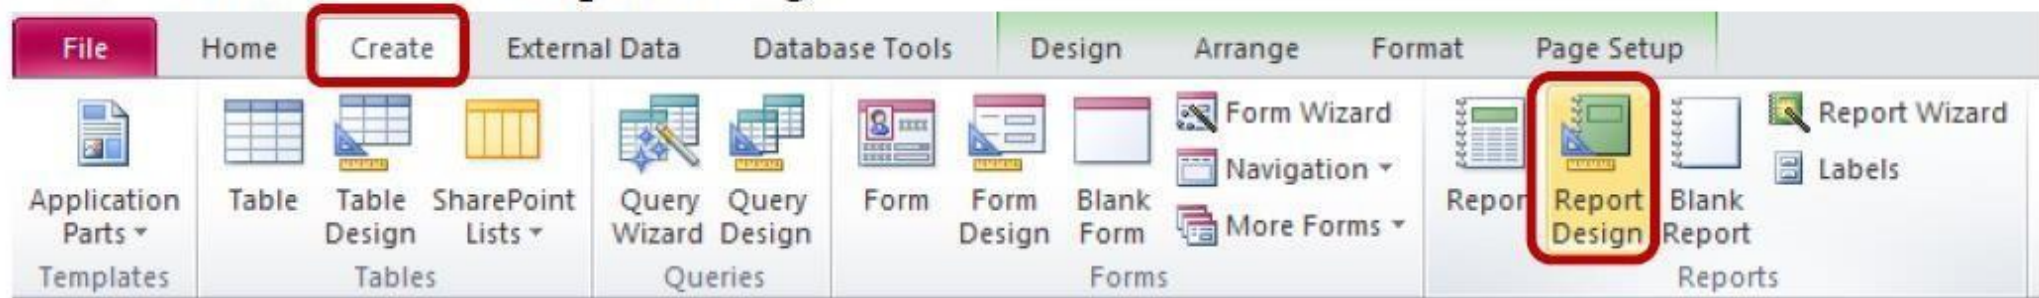 File Home Create External Data Database Tools Design Arrange Format Page Setup
Application Parts
Table
Table Design
SharePoint Lists
Query Wizard
Query Design
Form
Form Design
Blank Form
Form Wizard
Navigation
More Forms
Repor
Report Design
Blank Report
Report Wizard
Labels
Templates Tables Queries Forms Reports